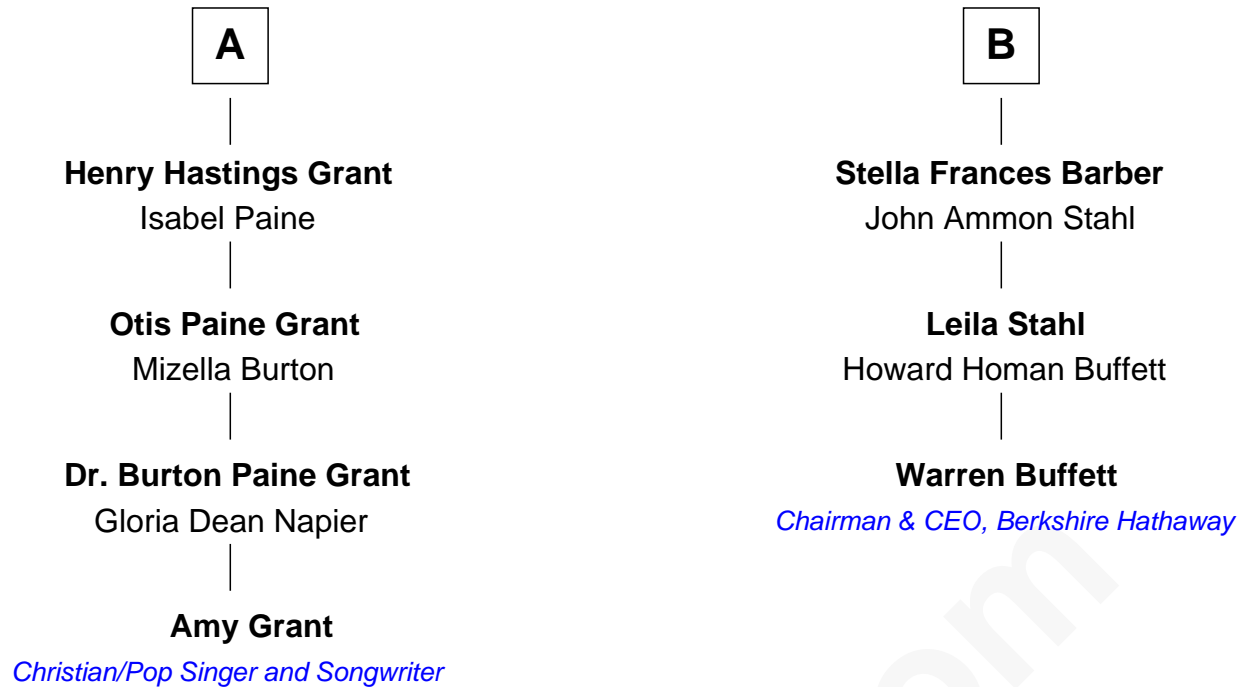 A
Henry Hastings Grant
Isabel Paine
Otis Paine Grant
Mizella Burton
Dr. Burton Paine Grant
Gloria Dean Napier
Amy Grant
Christian/Pop Singer and Songwriter
B
Stella Frances Barber
John Ammon Stahl
Leila Stahl
Howard Homan Buffett
Warren Buffett
Chairman & CEO, Berkshire Hathaway
om